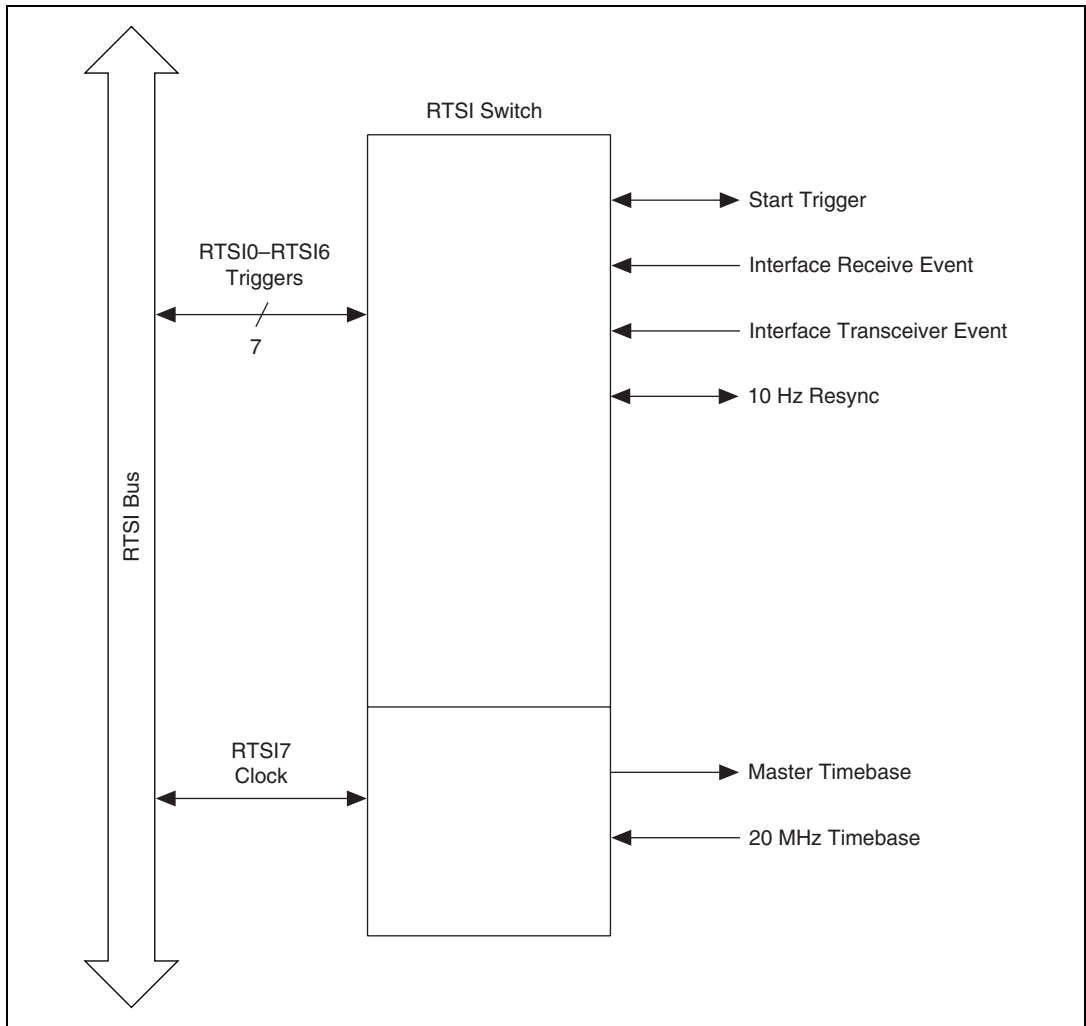 RTSI Switch
RTSI Bus
RTSI0–RTSI6
Triggers
7
Start Trigger
Interface Receive Event
Interface Transceiver Event
10 Hz Resync
RTSI7
Clock
Master Timebase
20 MHz Timebase